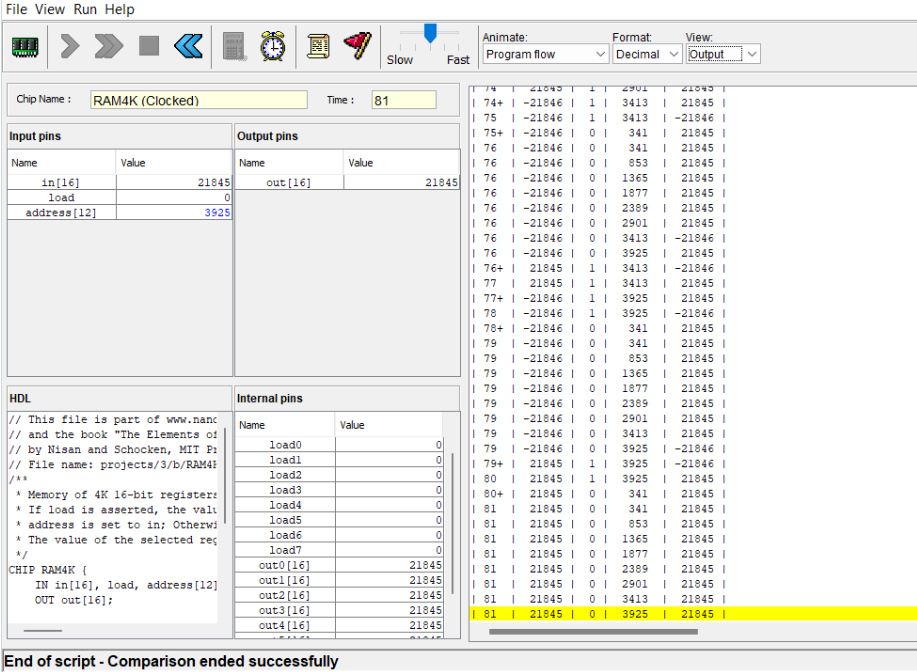 File View Run Help
Animate:
Format:
View:
Slow
Fast
Program flow
Decimal
Output
Chip Name :
RAM4K (Clocked)
Time :
81
Input pins
Name Value
in[16] 21845
load 0
address[12] 3925
Output pins
Name Value
out[16] 21845
HDL
// This file is part of www.nand
// and the book "The Elements of
// by Nisan and Schocken, MIT Pr
// File name: projects/3/b/RAM4K
/**
* Memory of 4K 16-bit registers
* If load is asserted, the valu
* address is set to in; Otherwi
* The value of the selected reg
*/
CHIP RAM4K {
IN in[16], load, address[12]
OUT out[16];
Internal pins
Name Value
load0 0
load1 0
load2 0
load3 0
load4 0
load5 0
load6 0
load7 0
out0[16] 21845
out1[16] 21845
out2[16] 21845
out3[16] 21845
out4[16] 21845
| 74 | 21845 | 1 | 2901 | 21845 |
| 74+ | -21846 | 1 | 3413 | 21845 |
| 75 | -21846 | 1 | 3413 | -21846 |
| 75+ | -21846 | 0 | 341 | 21845 |
| 76 | -21846 | 0 | 341 | 21845 |
| 76 | -21846 | 0 | 853 | 21845 |
| 76 | -21846 | 0 | 1365 | 21845 |
| 76 | -21846 | 0 | 1877 | 21845 |
| 76 | -21846 | 0 | 2389 | 21845 |
| 76 | -21846 | 0 | 2901 | 21845 |
| 76 | -21846 | 0 | 3413 | -21846 |
| 76 | -21846 | 0 | 3925 | 21845 |
| 76+ | 21845 | 1 | 3413 | -21846 |
| 77 | 21845 | 1 | 3413 | 21845 |
| 77+ | -21846 | 1 | 3925 | 21845 |
| 78 | -21846 | 1 | 3925 | -21846 |
| 78+ | -21846 | 0 | 341 | 21845 |
| 79 | -21846 | 0 | 341 | 21845 |
| 79 | -21846 | 0 | 853 | 21845 |
| 79 | -21846 | 0 | 1365 | 21845 |
| 79 | -21846 | 0 | 1877 | 21845 |
| 79 | -21846 | 0 | 2389 | 21845 |
| 79 | -21846 | 0 | 2901 | 21845 |
| 79 | -21846 | 0 | 3413 | 21845 |
| 79 | -21846 | 0 | 3925 | -21846 |
| 79+ | 21845 | 1 | 3925 | -21846 |
| 80 | 21845 | 1 | 3925 | 21845 |
| 80+ | 21845 | 0 | 341 | 21845 |
| 81 | 21845 | 0 | 341 | 21845 |
| 81 | 21845 | 0 | 853 | 21845 |
| 81 | 21845 | 0 | 1365 | 21845 |
| 81 | 21845 | 0 | 1877 | 21845 |
| 81 | 21845 | 0 | 2389 | 21845 |
| 81 | 21845 | 0 | 2901 | 21845 |
| 81 | 21845 | 0 | 3413 | 21845 |
| 81 | 21845 | 0 | 3925 | 21845 |
End of script - Comparison ended successfully